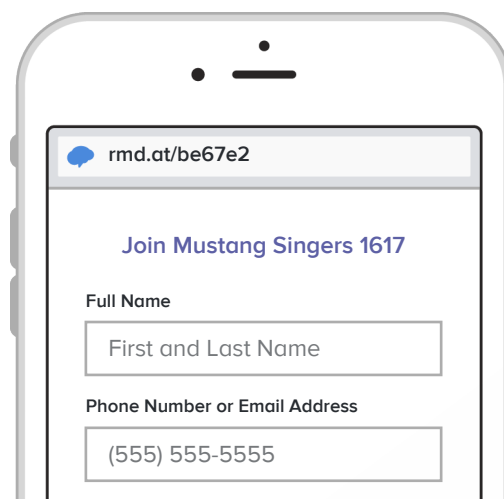 rmd.at/be67e2
Join Mustang Singers 1617
Full Name
First and Last Name
Phone Number or Email Address
(555) 555-5555